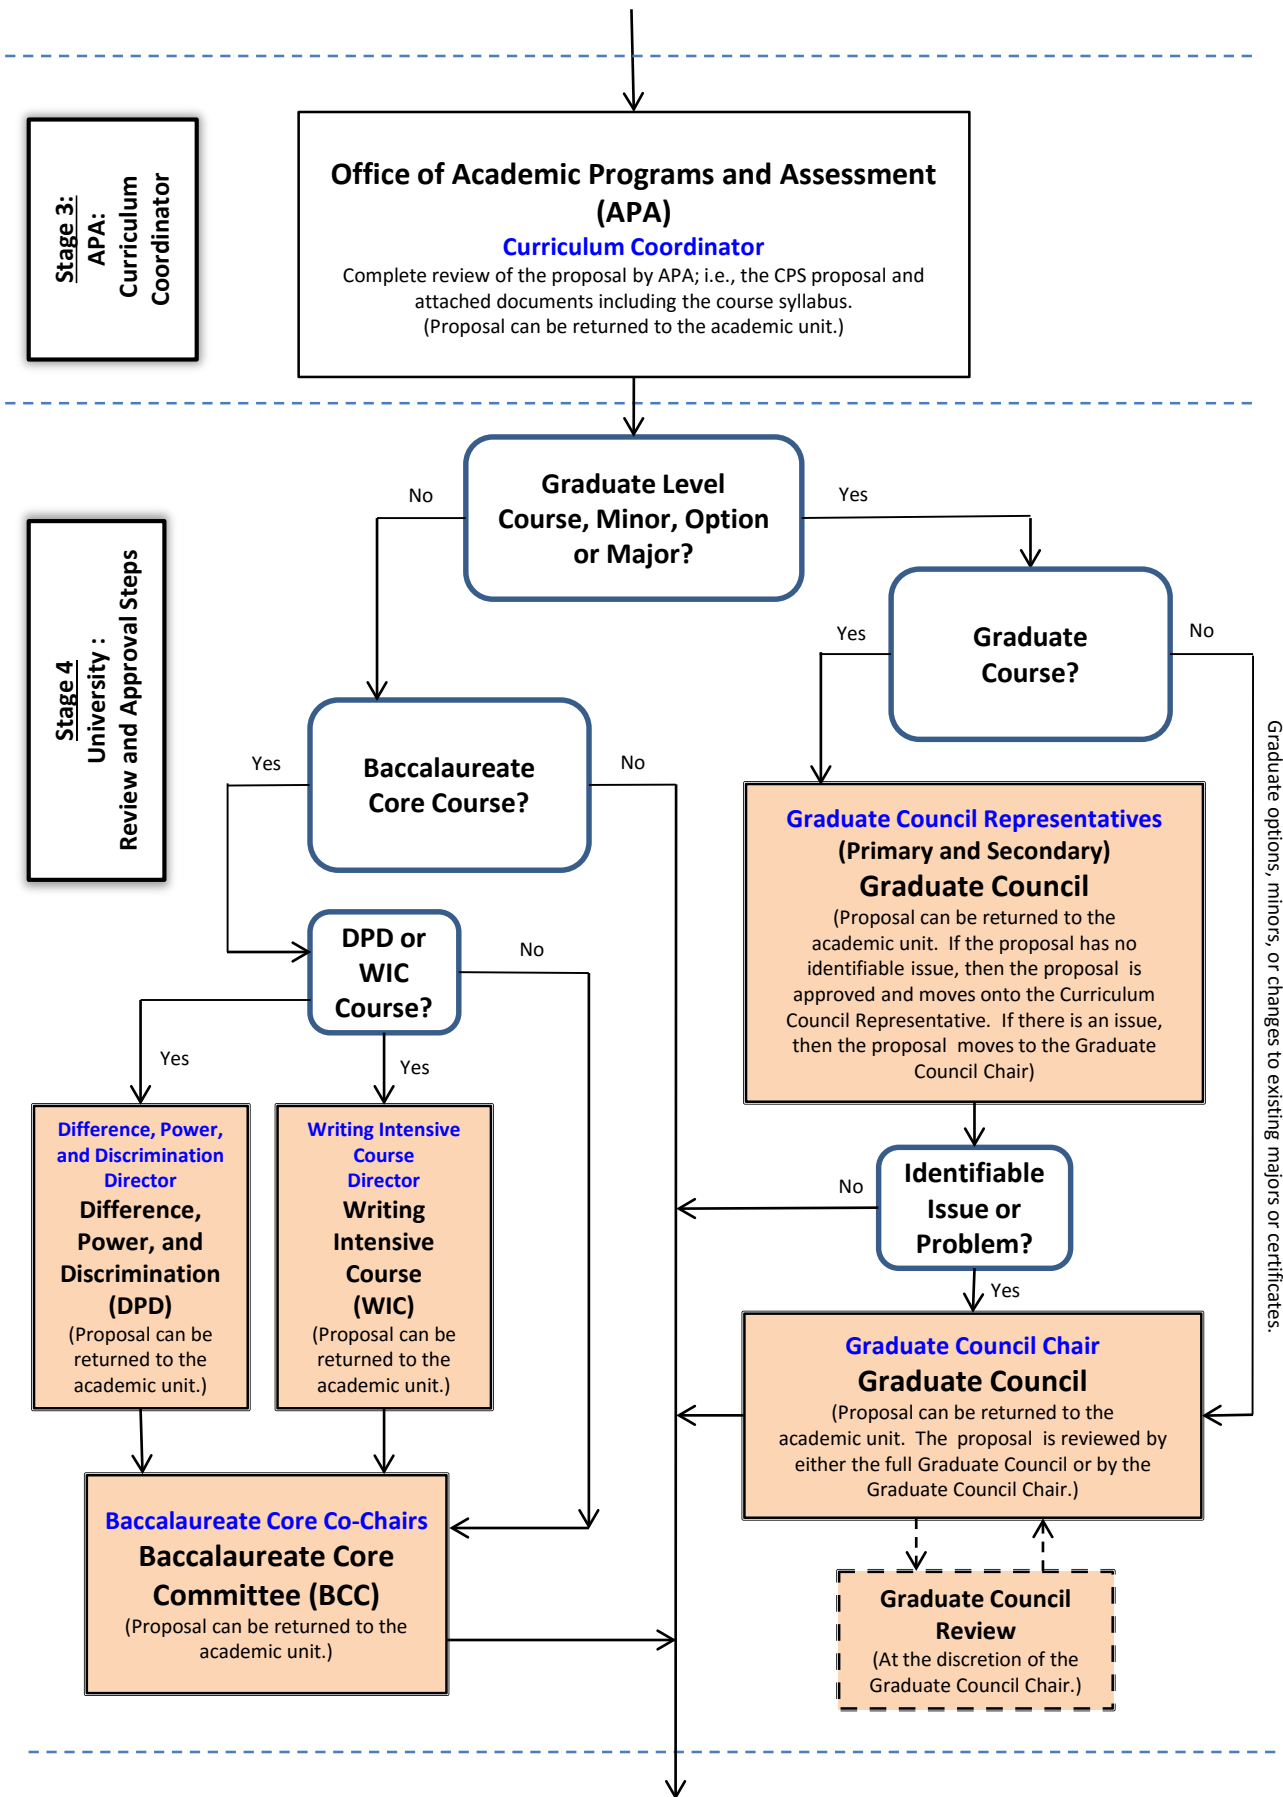 Stage 3:
APA:
Curriculum
Coordinator
Office of Academic Programs and Assessment
(APA)
Curriculum Coordinator
Complete review of the proposal by APA; i.e., the CPS proposal and
attached documents including the course syllabus.
(Proposal can be returned to the academic unit.)
Stage 4
University :
Review and Approval Steps
Graduate Level
Course, Minor, Option
or Major?
No
Yes
Graduate
Course?
Yes
No
Graduate options, minors, or changes to existing majors or certificates.
Baccalaureate
Core Course?
Yes
No
Graduate Council Representatives
(Primary and Secondary)
Graduate Council
(Proposal can be returned to the
academic unit.  If the proposal has no
identifiable issue, then the proposal  is
approved and moves onto the Curriculum
Council Representative.  If there is an issue,
then the proposal  moves to the Graduate
Council Chair)
DPD or
WIC
Course?
No
Yes
Yes
Difference, Power,
and Discrimination
Director
Difference,
Power, and
Discrimination
(DPD)
(Proposal can be
returned to the
academic unit.)
Writing Intensive
Course
Director
Writing
Intensive
Course
(WIC)
(Proposal can be
returned to the
academic unit.)
Identifiable
Issue or
Problem?
No
Yes
Graduate Council Chair
Graduate Council
(Proposal can be returned to the
academic unit.  The  proposal  is reviewed by
either the full Graduate Council or by the
Graduate Council Chair.)
Baccalaureate Core Co-Chairs
Baccalaureate Core
Committee (BCC)
(Proposal can be returned to the
academic unit.)
Graduate Council
Review
(At the discretion of the
Graduate Council Chair.)